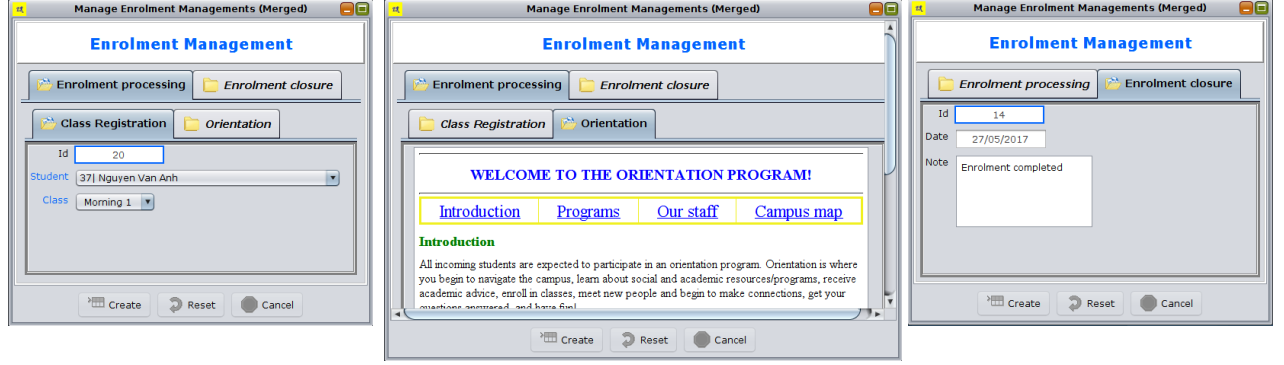 Manage Enrolment Managements (Merged)
Enrolment Management
Enrolment processing Enrolment closure
Class Registration Orientation
Id 20
Student 37| Nguyen Van Anh
Class Morning 1
Create Reset Cancel
Manage Enrolment Managements (Merged)
Enrolment Management
Enrolment processing Enrolment closure
Class Registration Orientation
WELCOME TO THE ORIENTATION PROGRAM!
Introduction Programs Our staff Campus map
Introduction
All incoming students are expected to participate in an orientation program. Orientation is where
you begin to navigate the campus, learn about social and academic resources/programs, receive
academic advice, enroll in classes, meet new people and begin to make connections, get your
questions answered, and have fun!
Create Reset Cancel
Manage Enrolment Managements (Merged)
Enrolment Management
Enrolment processing Enrolment closure
Id 14
Date 27/05/2017
Note Enrolment completed
Create Reset Cancel